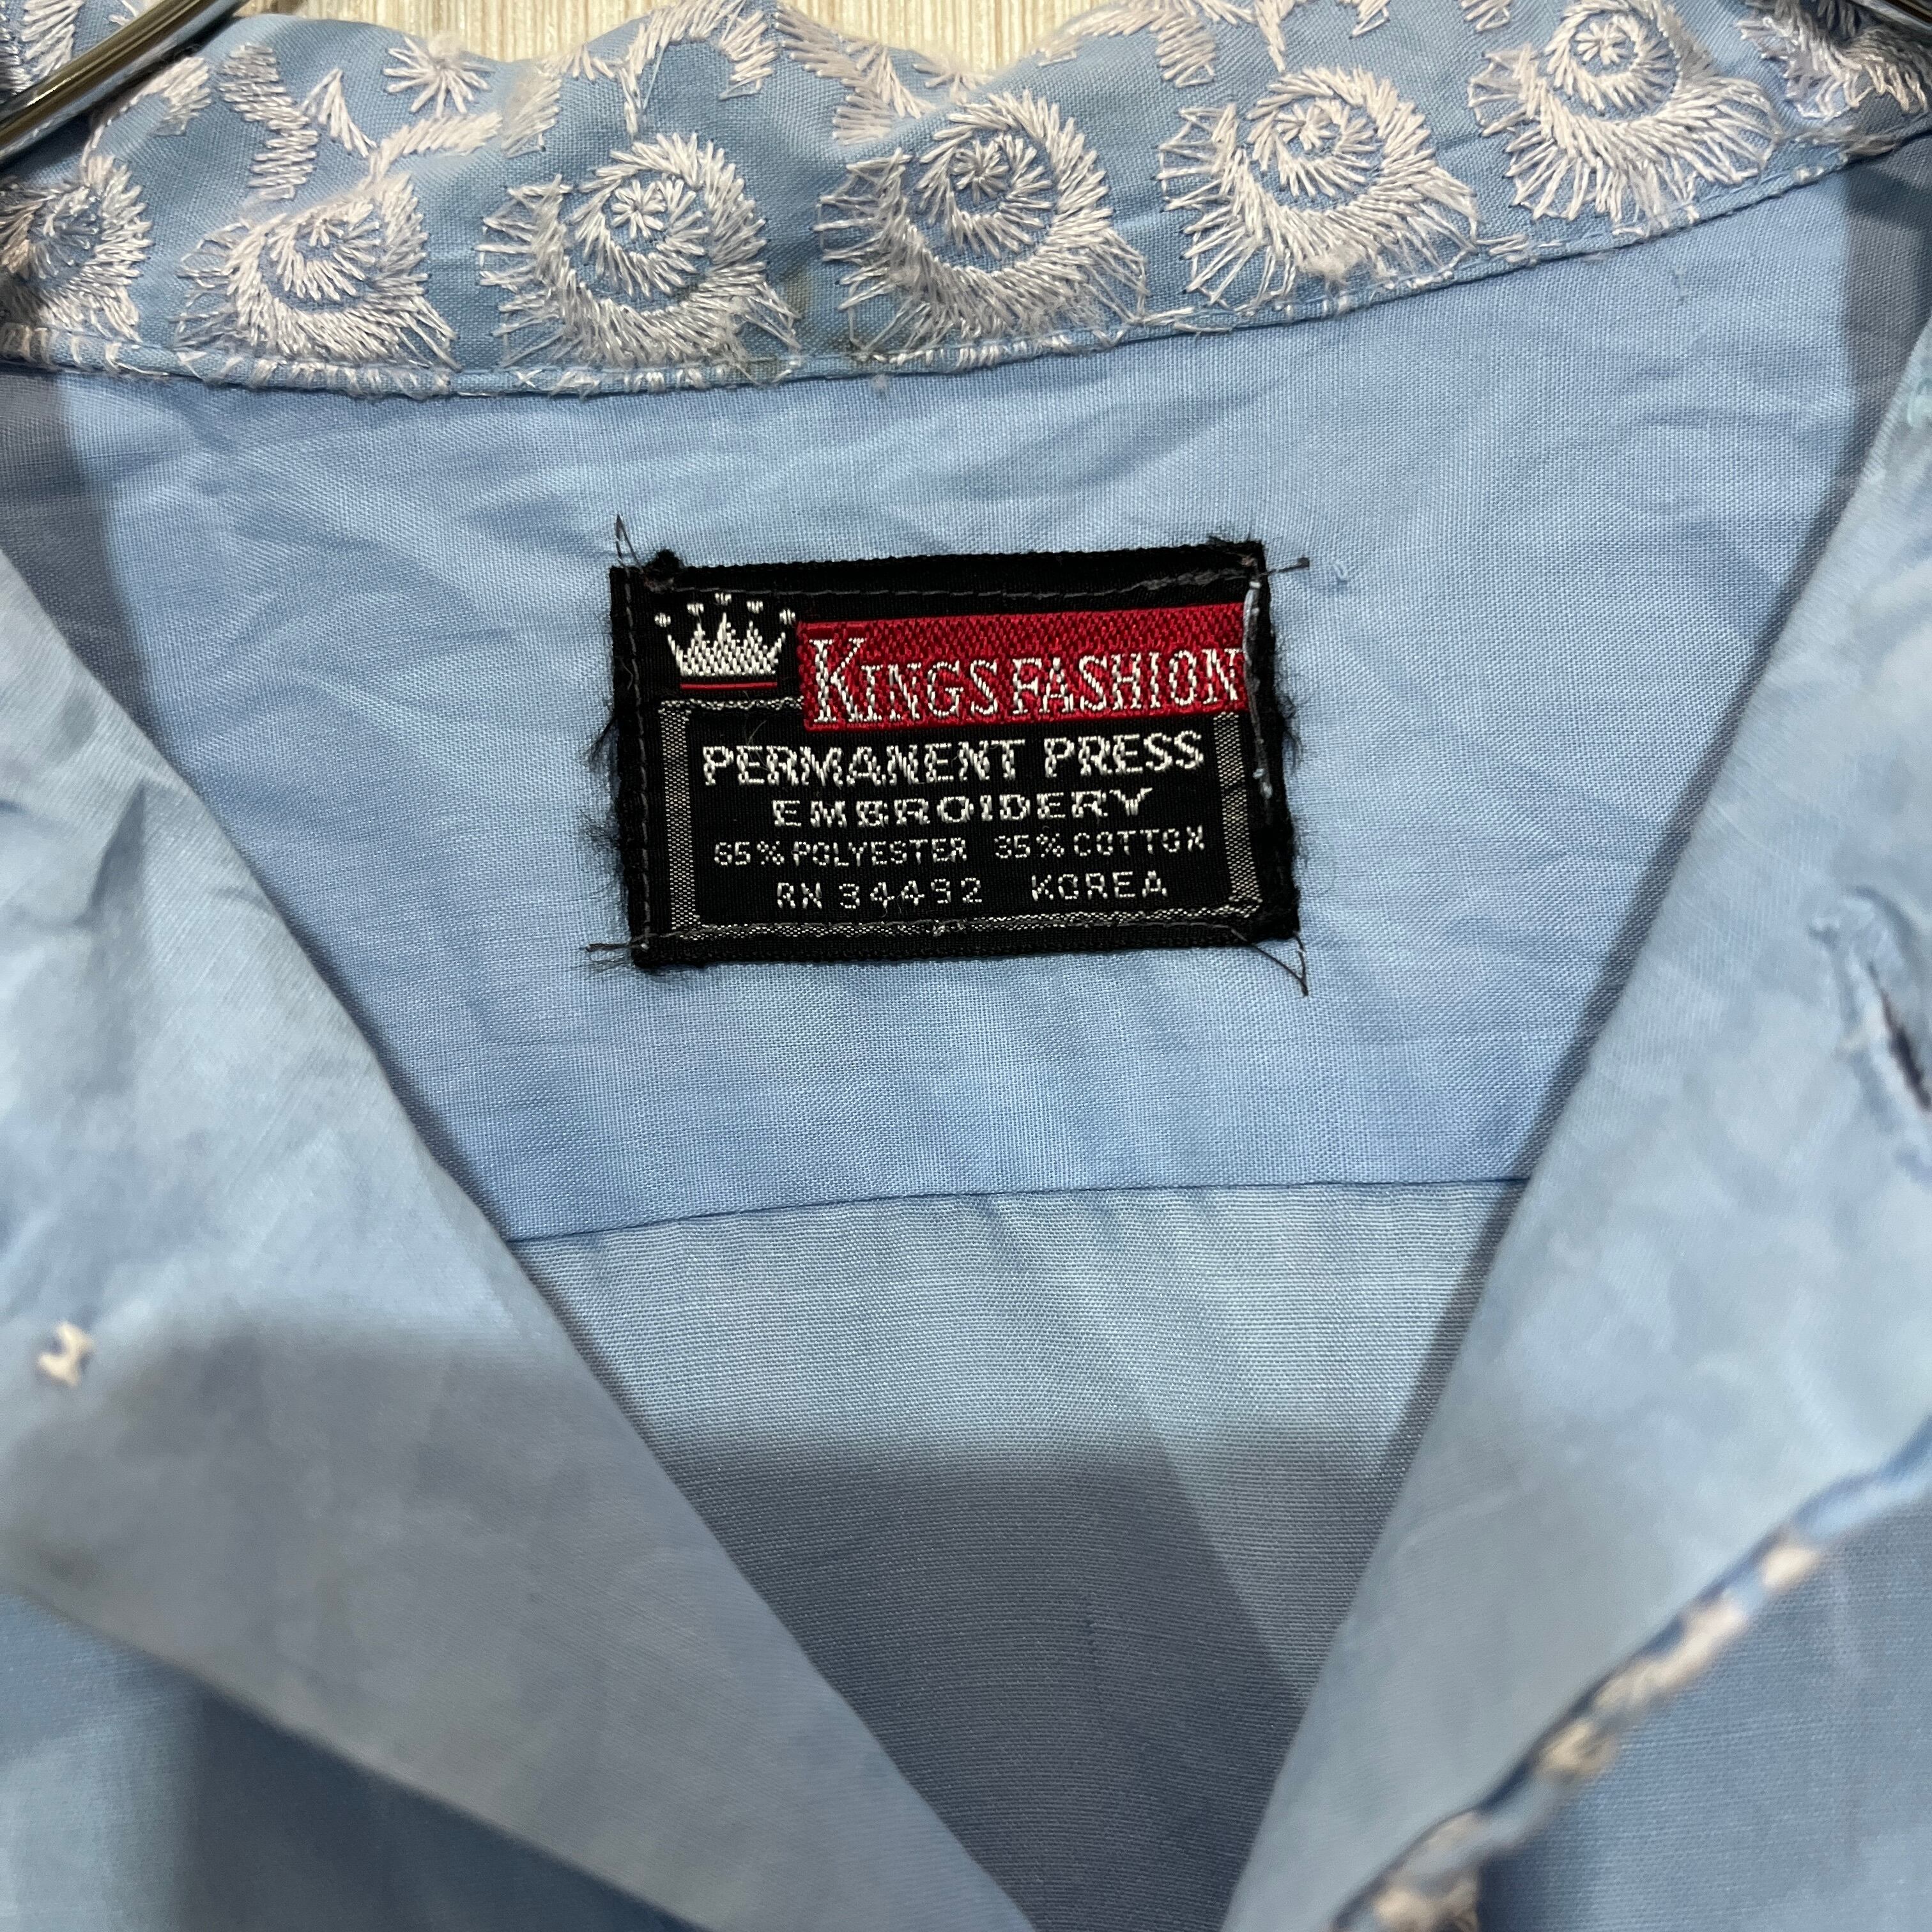 KINGS FASHION
PERMANENT PRESS
EMBROIDERY
65% POLYESTER 35% COTTON
RN 34492 KOREA